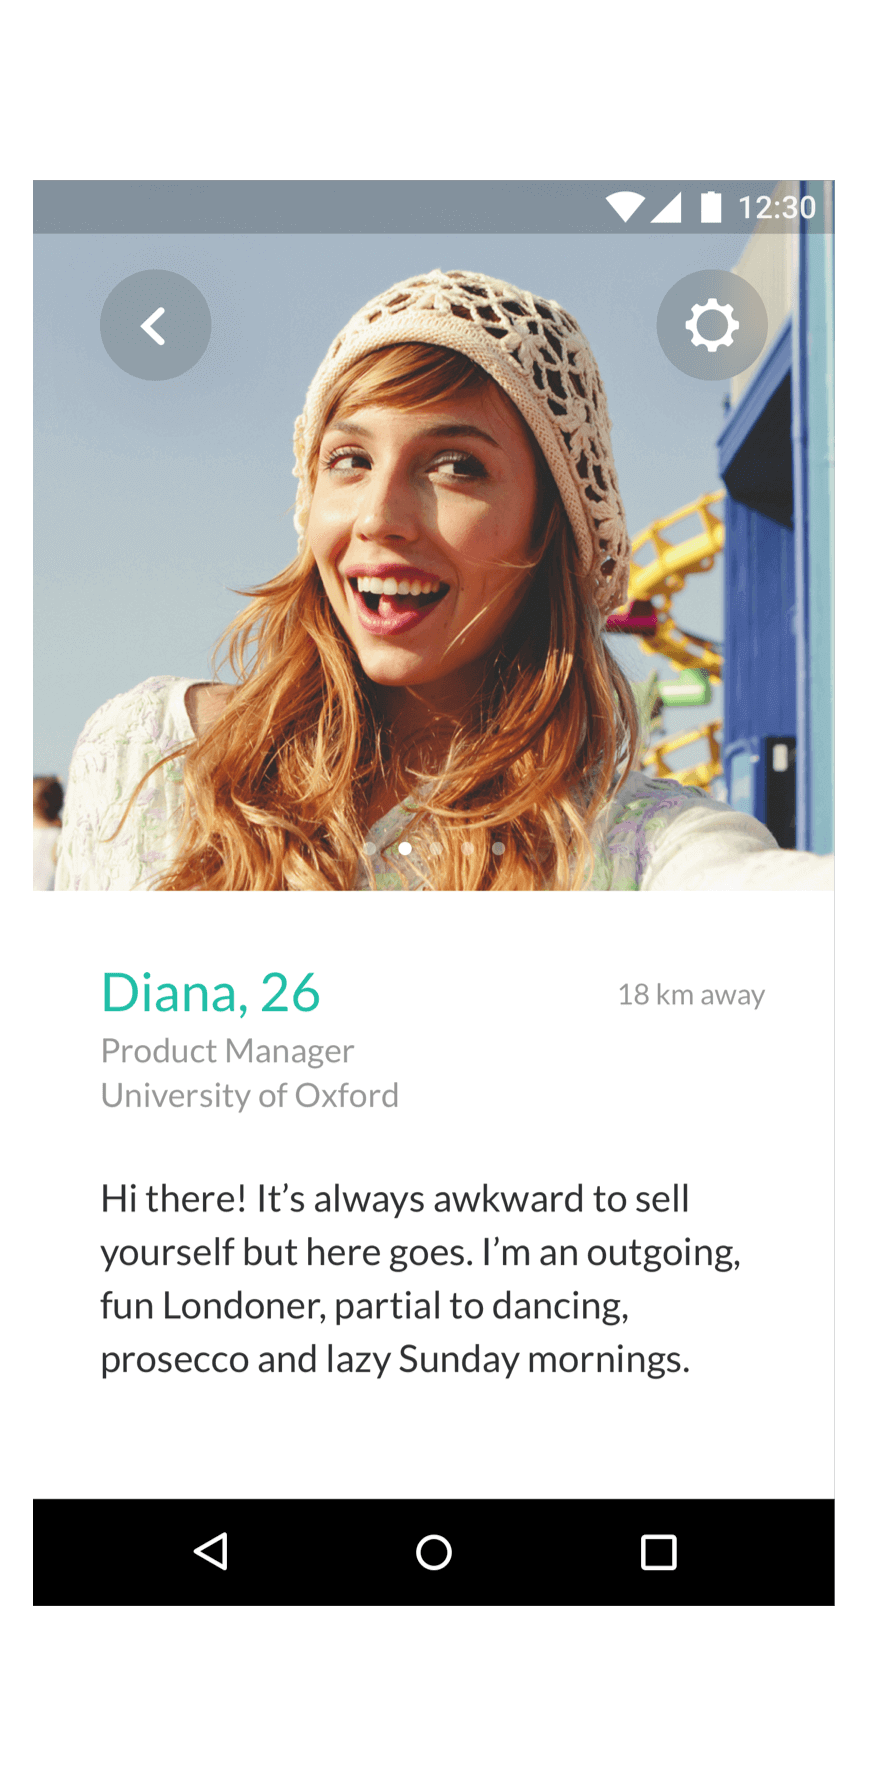 12:30
Diana, 26
18 km away
Product Manager
University of Oxford
Hi there! It’s always awkward to sell
yourself but here goes. I’m an outgoing,
fun Londoner, partial to dancing,
prosecco and lazy Sunday mornings.